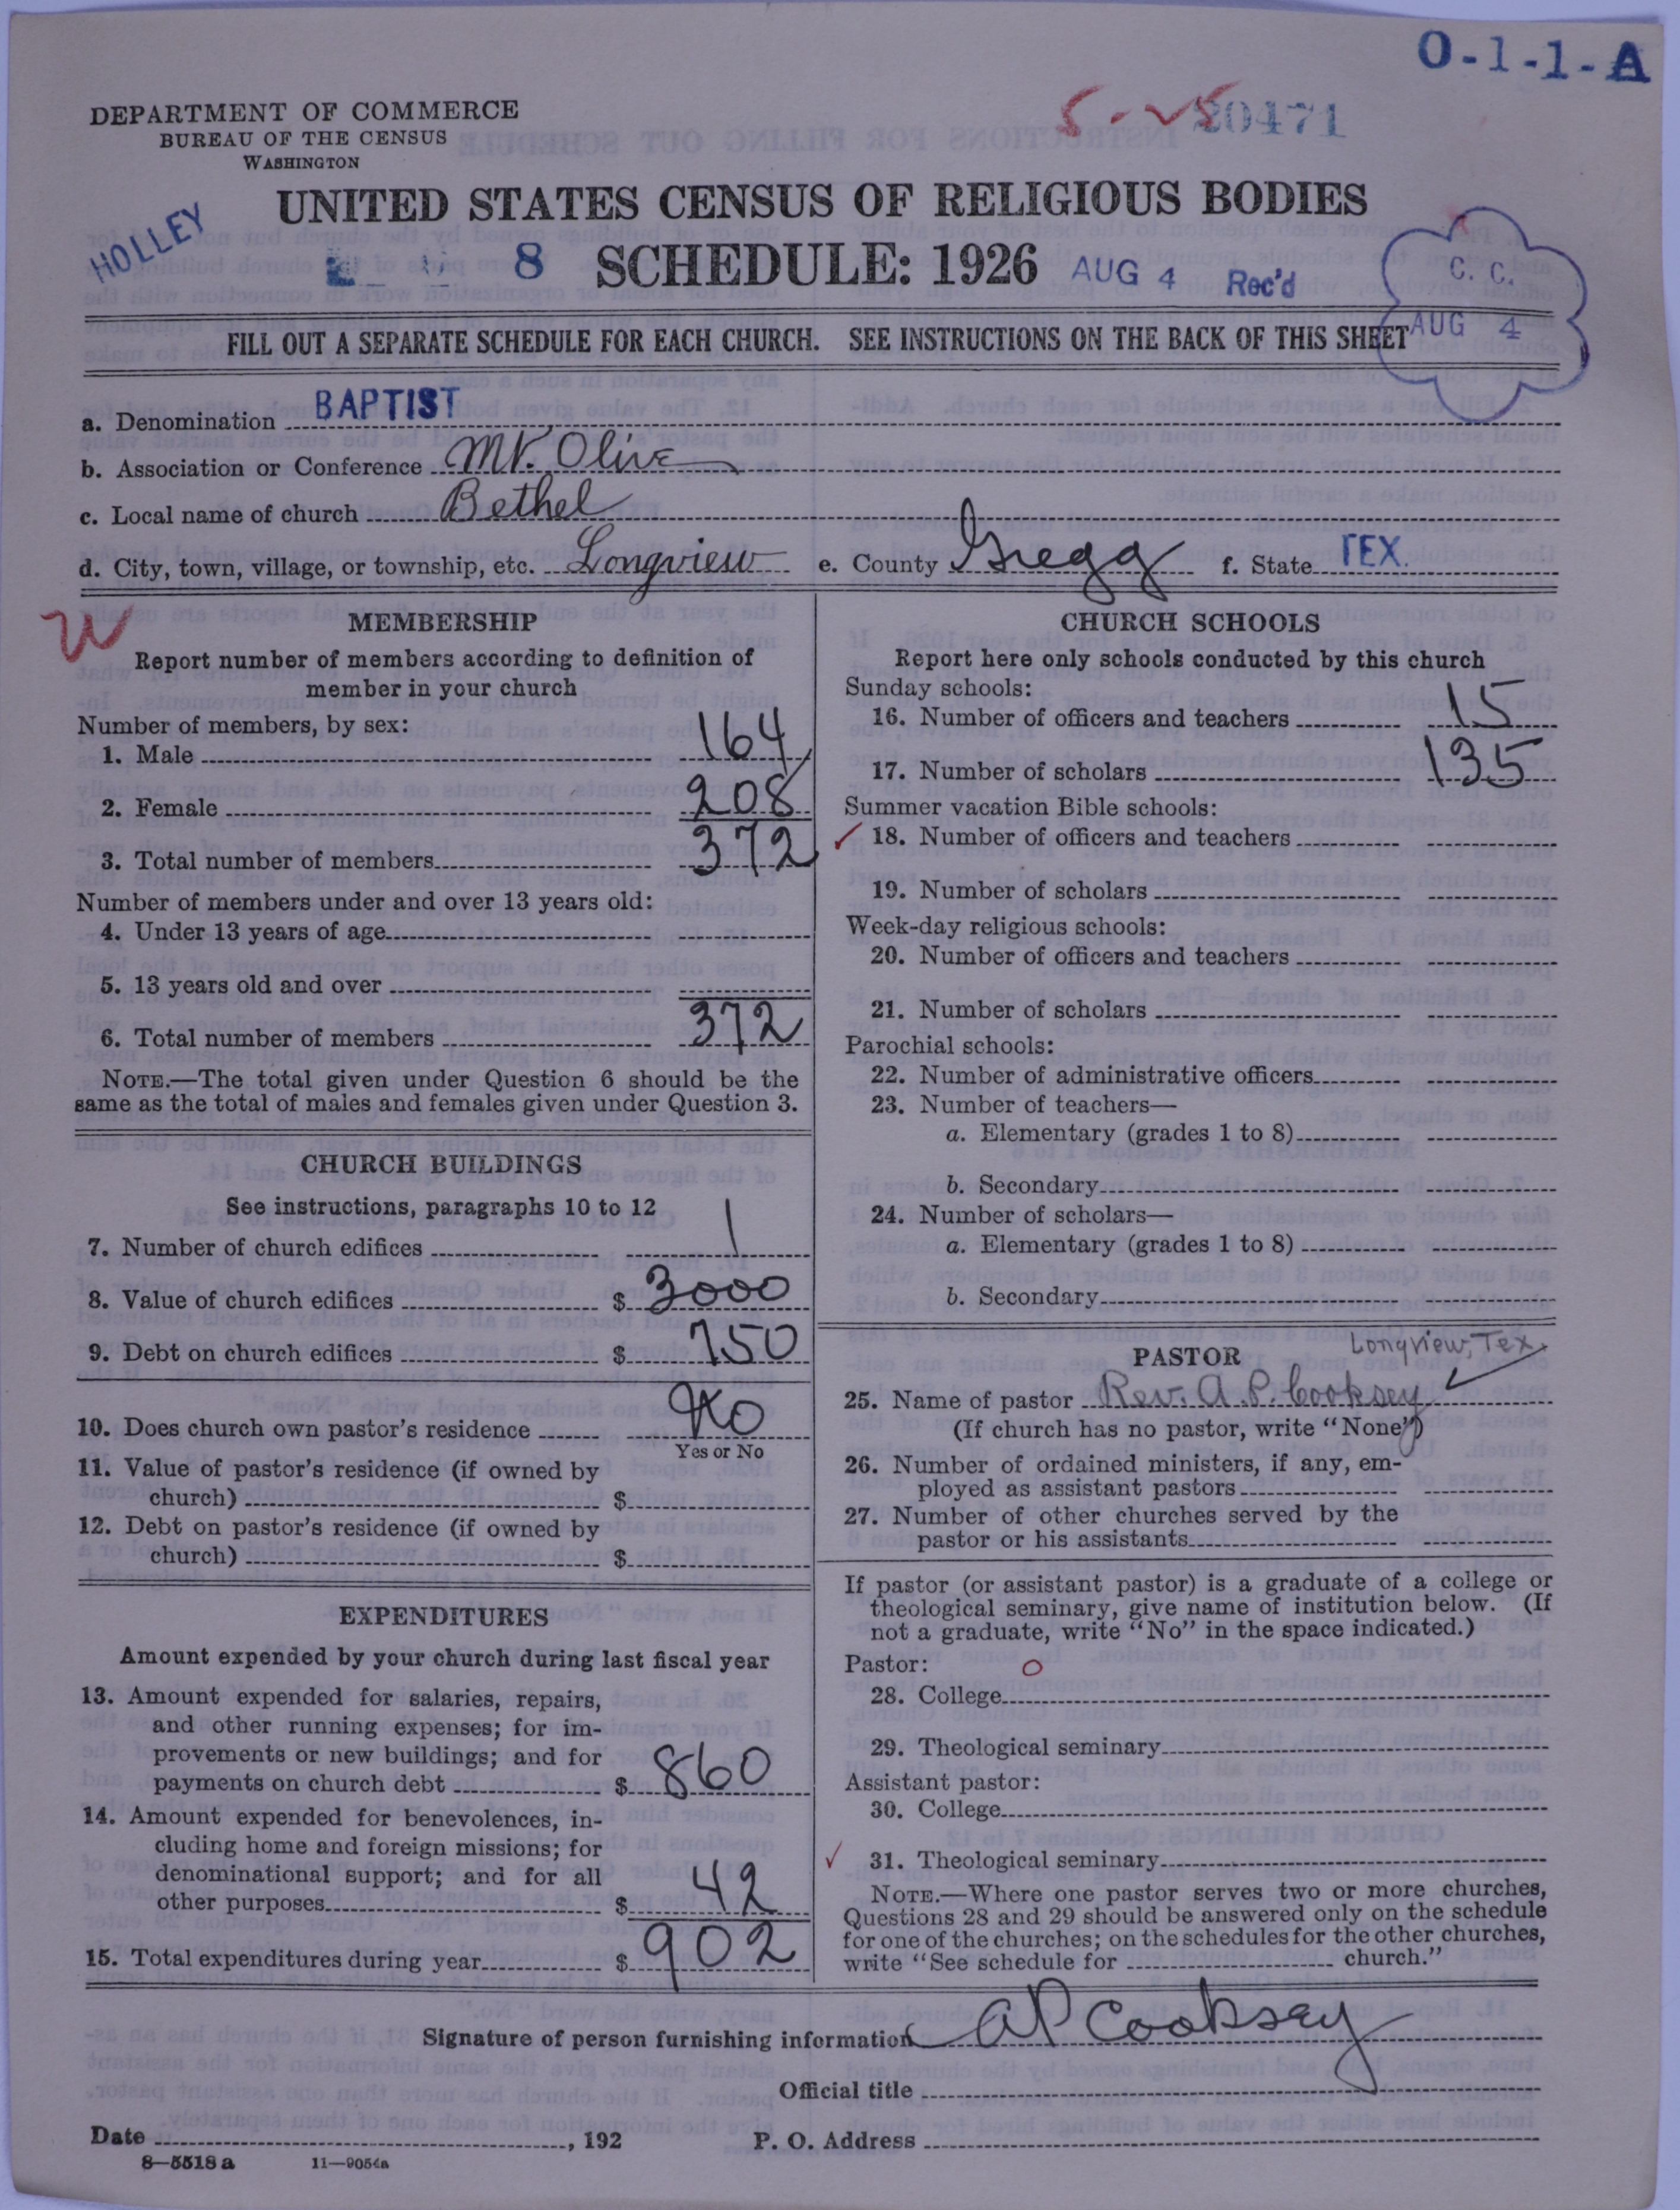 O-1-1-A
DEPARTMENT OF COMMERCE
BUREAU OF THE CENSUS
WASHINGTON
5-25 20471
UNITED STATES CENSUS OF RELIGIOUS BODIES
HOLLEY
8 SCHEDULE: 1926 AUG 4 Rec'd
C. C.
AUG 4
FILL OUT A SEPARATE SCHEDULE FOR EACH CHURCH. SEE INSTRUCTIONS ON THE BACK OF THIS SHEET
a. Denomination BAPTIST
b. Association or Conference Mt. Olive
c. Local name of church Bethel
d. City, town, village, or township, etc. Longview e. County Gregg f. State TEX.
MEMBERSHIP
Report number of members according to definition of
member in your church
Number of members, by sex:
1. Male 164
2. Female 208
3. Total number of members 372
Number of members under and over 13 years old:
4. Under 13 years of age
5. 13 years old and over
6. Total number of members 372
NOTE.—The total given under Question 6 should be the
same as the total of males and females given under Question 3.
CHURCH BUILDINGS
See instructions, paragraphs 10 to 12
7. Number of church edifices 1
8. Value of church edifices $ 3000
9. Debt on church edifices $ 750
10. Does church own pastor's residence No
Yes or No
11. Value of pastor's residence (if owned by
church) $
12. Debt on pastor's residence (if owned by
church) $
EXPENDITURES
Amount expended by your church during last fiscal year
13. Amount expended for salaries, repairs,
and other running expenses; for im-
provements or new buildings; and for
payments on church debt $ 860
14. Amount expended for benevolences, in-
cluding home and foreign missions; for
denominational support; and for all
other purposes $ 42
15. Total expenditures during year $ 902
CHURCH SCHOOLS
Report here only schools conducted by this church
Sunday schools:
16. Number of officers and teachers 15
17. Number of scholars 135
Summer vacation Bible schools:
18. Number of officers and teachers
19. Number of scholars
Week-day religious schools:
20. Number of officers and teachers
21. Number of scholars
Parochial schools:
22. Number of administrative officers
23. Number of teachers—
a. Elementary (grades 1 to 8)
b. Secondary
24. Number of scholars—
a. Elementary (grades 1 to 8)
b. Secondary
PASTOR Longview, Tex
25. Name of pastor Rev. A.P. Cooksey
(If church has no pastor, write "None")
26. Number of ordained ministers, if any, em-
ployed as assistant pastors
27. Number of other churches served by the
pastor or his assistants
If pastor (or assistant pastor) is a graduate of a college or
theological seminary, give name of institution below. (If
not a graduate, write "No" in the space indicated.)
Pastor: O
28. College
29. Theological seminary
Assistant pastor:
30. College
31. Theological seminary
NOTE.—Where one pastor serves two or more churches,
Questions 28 and 29 should be answered only on the schedule
for one of the churches; on the schedules for the other churches,
write "See schedule for church."
Signature of person furnishing information AP Cooksey
Official title
Date , 192 P. O. Address
8—5518 a 11—9054a